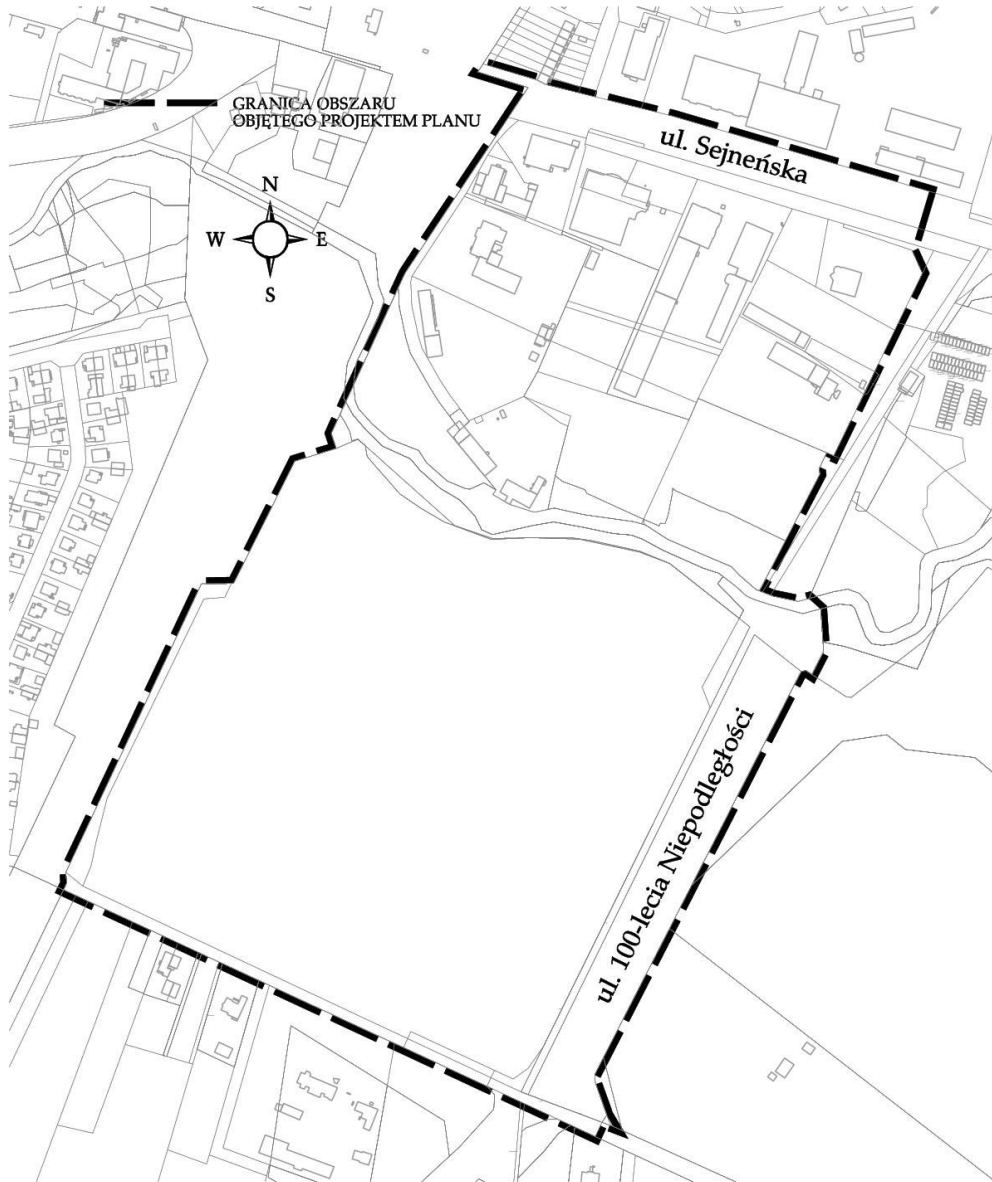 GRANICA OBSZARU
OBJĘTEGO PROJEKTEM PLANU
ul. Sejneńska
N
W E
S
ul. 100-lecia Niepodległości